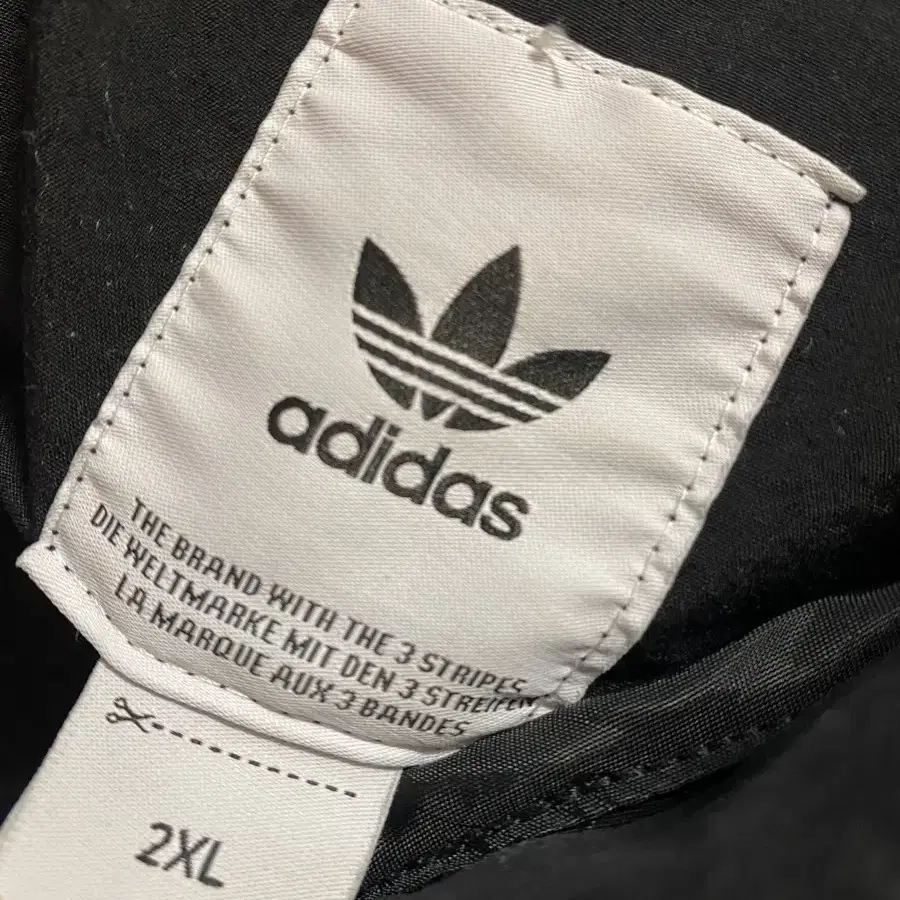 adidas
THE BRAND WITH THE 3 STRIPES
DIE WELTMARKE MIT DEN 3 STREIFEN
LA MARQUE AUX 3 BANDES
2XL